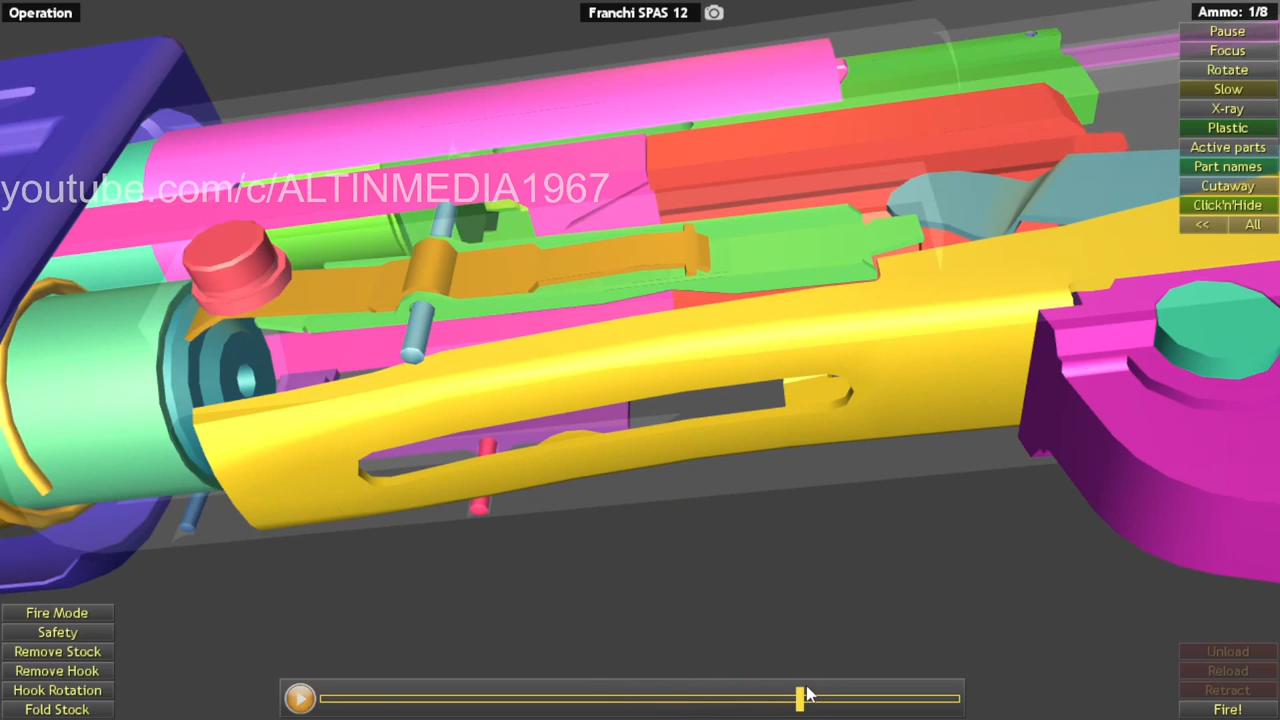 Operation
Franchi SPAS 12
Ammo: 1/8
Pause
Focus
Rotate
Slow
X-ray
Plastic
Active parts
Part names
Cutaway
Click'n'Hide
<< All
youtube.com/c/ALTINMEDIA1967
Fire Mode
Safety
Remove Stock
Remove Hook
Hook Rotation
Fold Stock
Unload
Reload
Retract
Fire!